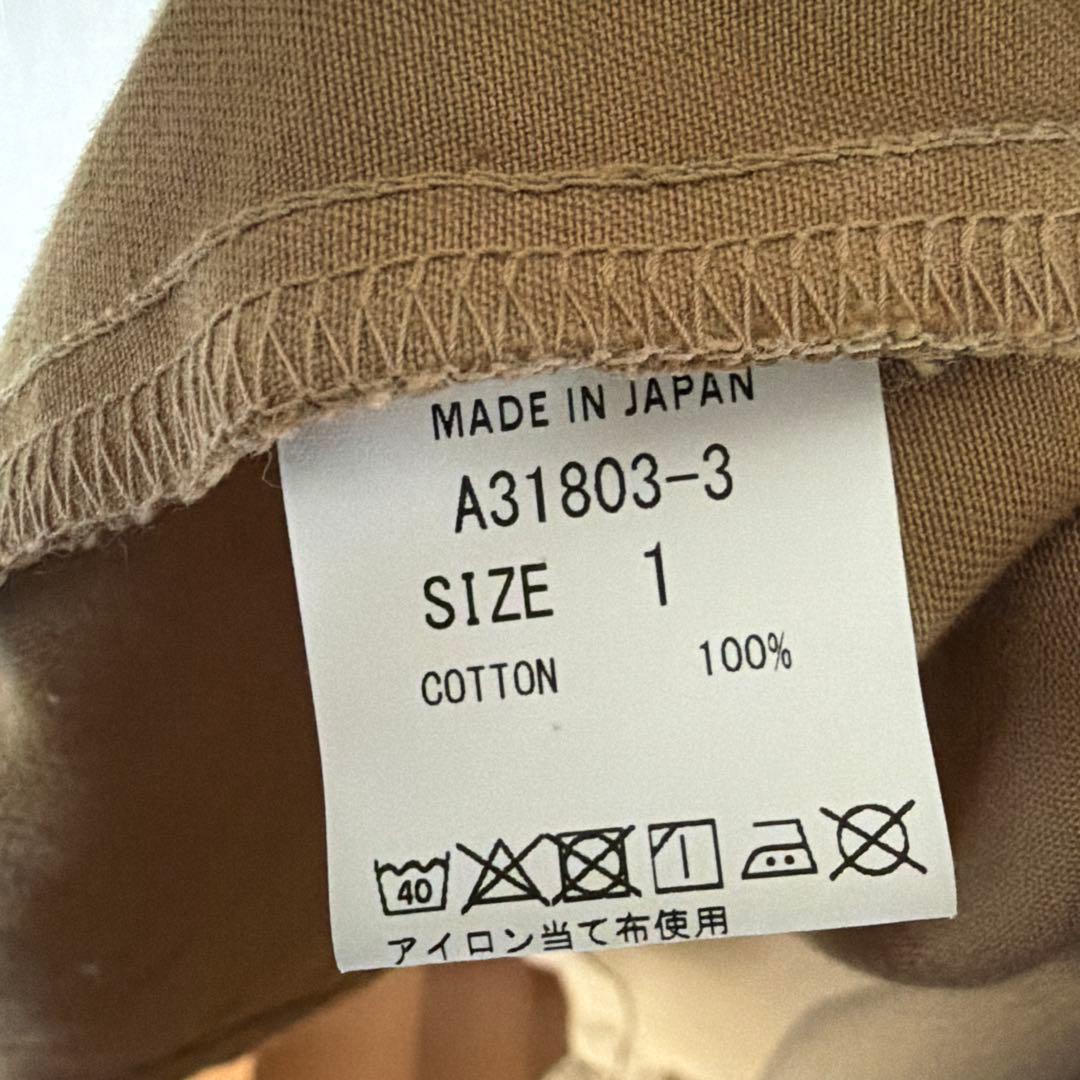 MADE IN JAPAN
A31803-3
SIZE 1
COTTON 100%
40
アイロン当て布使用